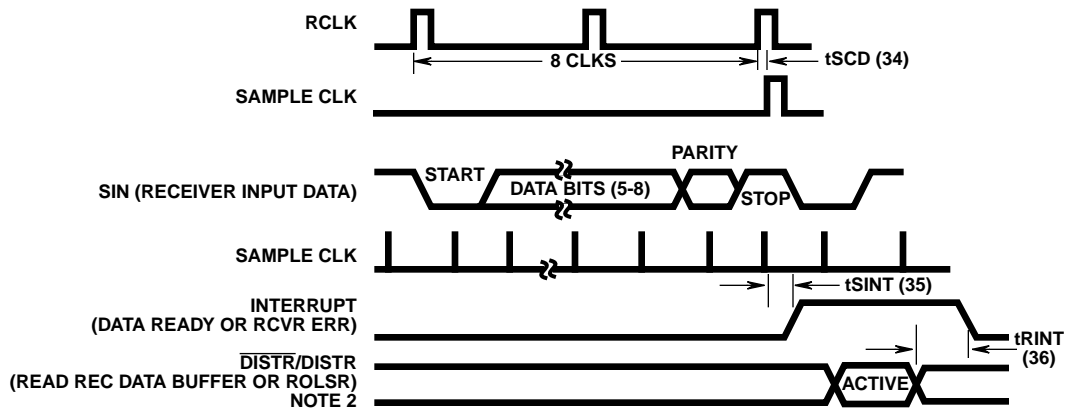 RCLK
8 CLKS
tSCD (34)
SAMPLE CLK
SIN (RECEIVER INPUT DATA)
START
DATA BITS (5-8)
PARITY
STOP
SAMPLE CLK
tSINT (35)
INTERRUPT
(DATA READY OR RCVR ERR)
tRINT
(36)
DISTR/DISTR
(READ REC DATA BUFFER OR ROLSR)
NOTE 2
ACTIVE